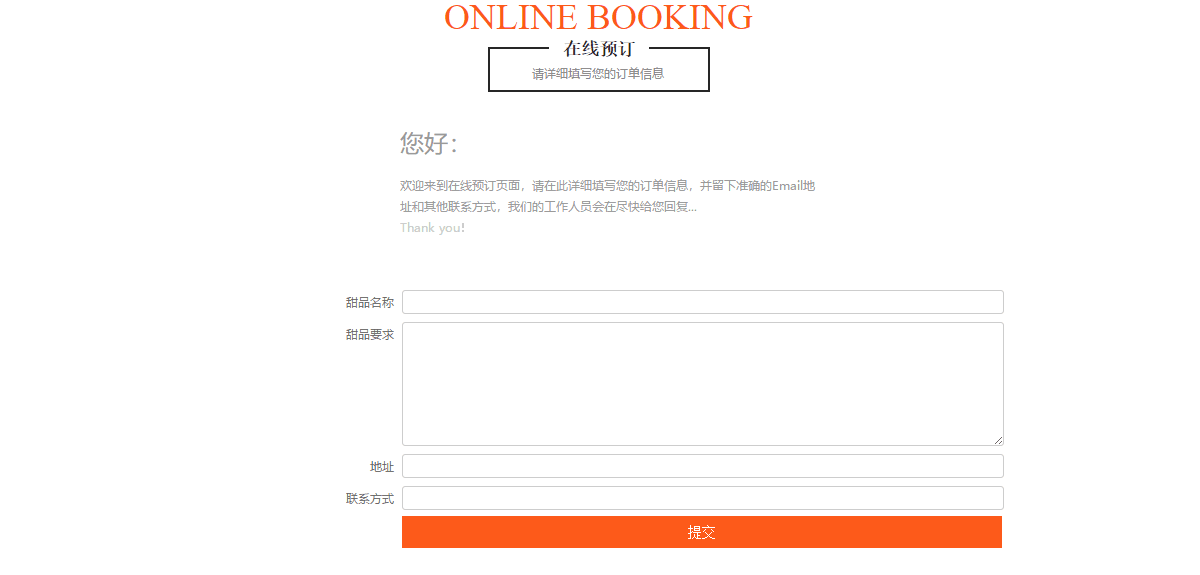 ONLINE BOOKING
在线预订
请详细填写您的订单信息
您好：
欢迎来到在线预订页面，请在此详细填写您的订单信息，并留下准确的Email地
址和其他联系方式，我们的工作人员会在尽快给您回复...
Thank you!
甜品名称
甜品要求
地址
联系方式
提交